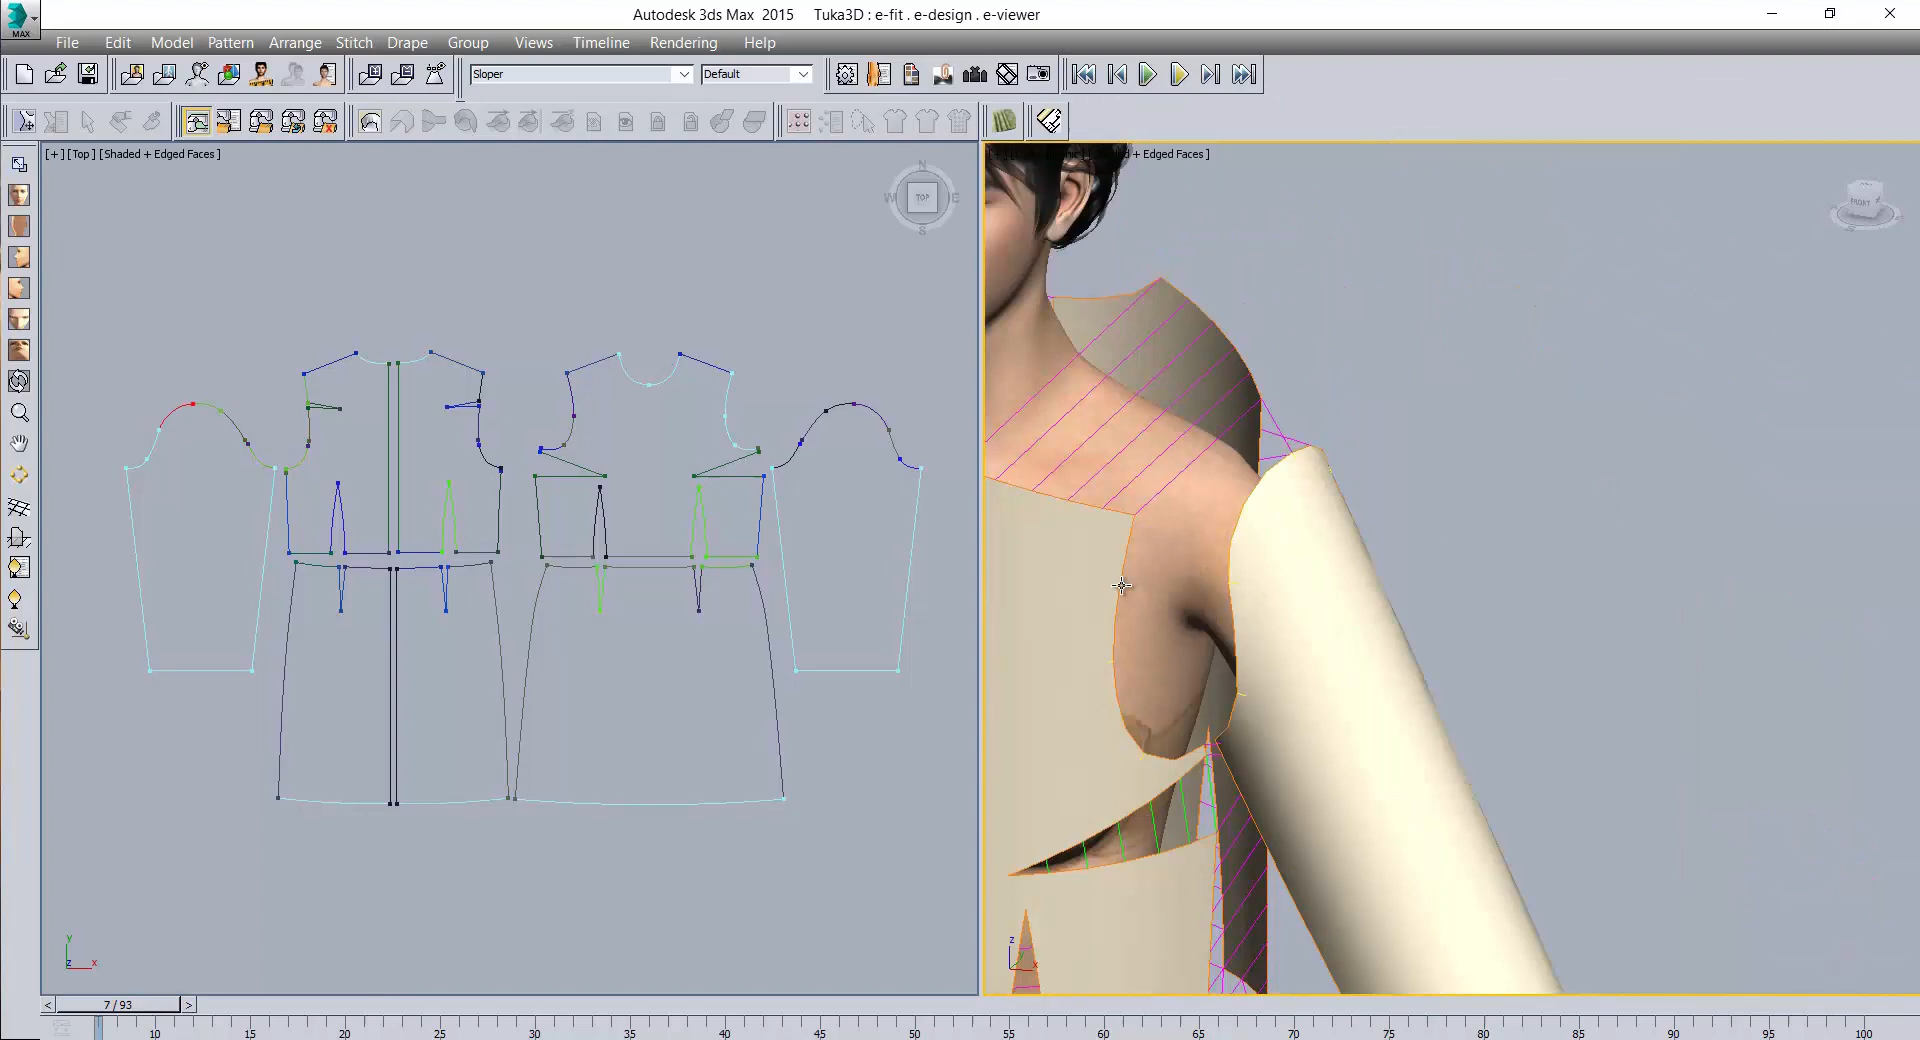 Autodesk 3ds Max 2015 Tuka3D : e-fit . e-design . e-viewer
MAX
File Edit Model Pattern Arrange Stitch Drape Group Views Timeline Rendering Help
Sloper Default
[+] [Top ] [Shaded + Edged Faces ]
+ Edged Faces ]
N
W TOP E
S
FRONT
y
z x
z
x
< 7 / 93 >
10 15 20 25 30 35 40 45 50 55 60 65 70 75 80 85 90 95 100